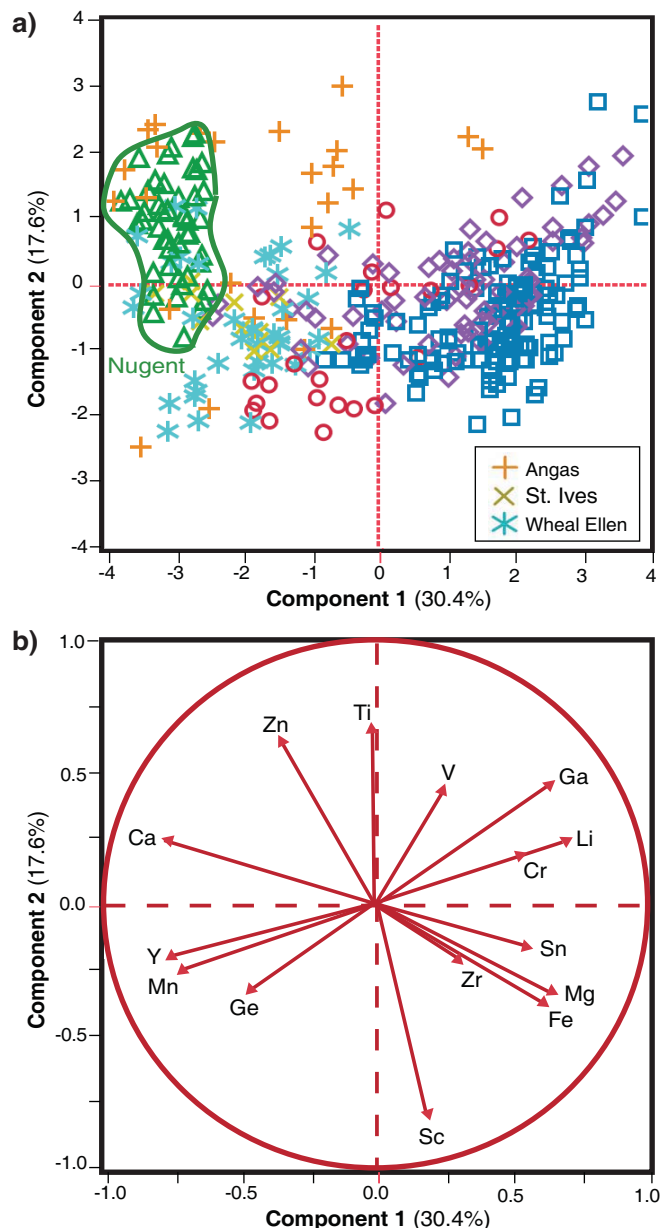 a)
4
3
2
1
0
-1
-2
-3
-4
Component 2 (17.6%)
Nugent
Angas
St. Ives
Wheal Ellen
-4
-3
-2
-1
0
1
2
3
4
Component 1 (30.4%)
b)
1.0
0.5
0.0
-0.5
-1.0
Component 2 (17.6%)
Ti
Zn
V
Ga
Ca
Li
Cr
Y
Sn
Mn
Zr
Mg
Ge
Fe
Sc
-1.0
-0.5
0.0
0.5
1.0
Component 1 (30.4%)